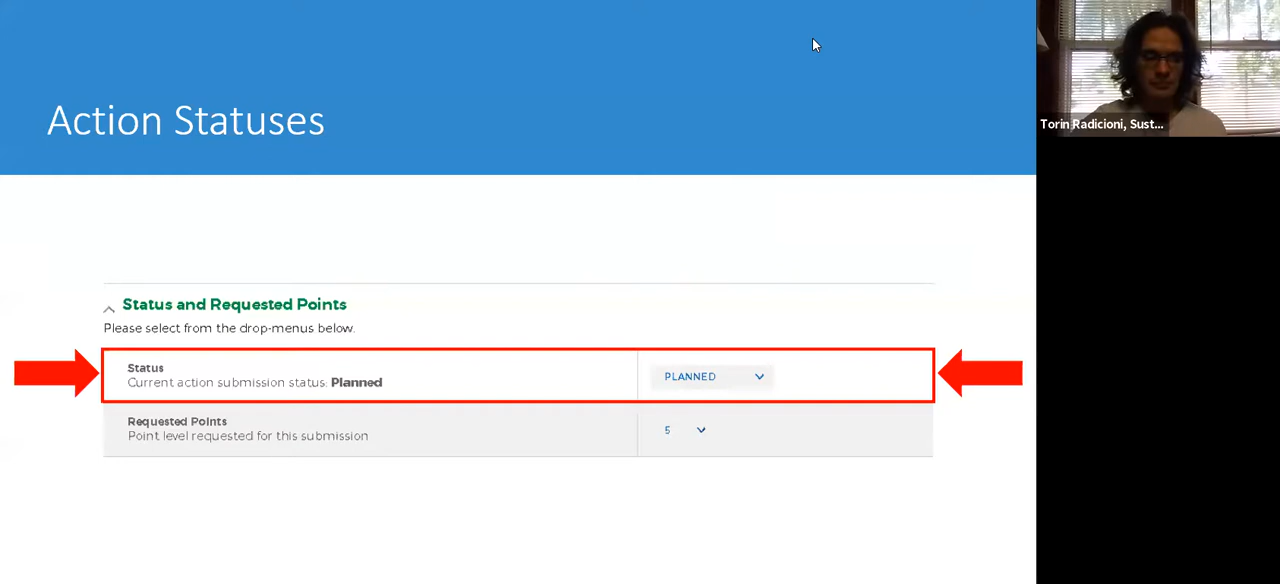 Action Statuses
Torin Radicioni, Sust...
Status and Requested Points
Please select from the drop-menus below.
Status
Current action submission status: Planned
PLANNED
Requested Points
Point level requested for this submission
5